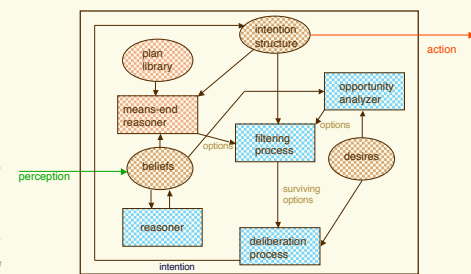 intention
structure
action
plan
library
opportunity
analyzer
means-end
reasoner
options
filtering
process
options
beliefs
desires
perception
surviving
options
reasoner
deliberation
process
intention